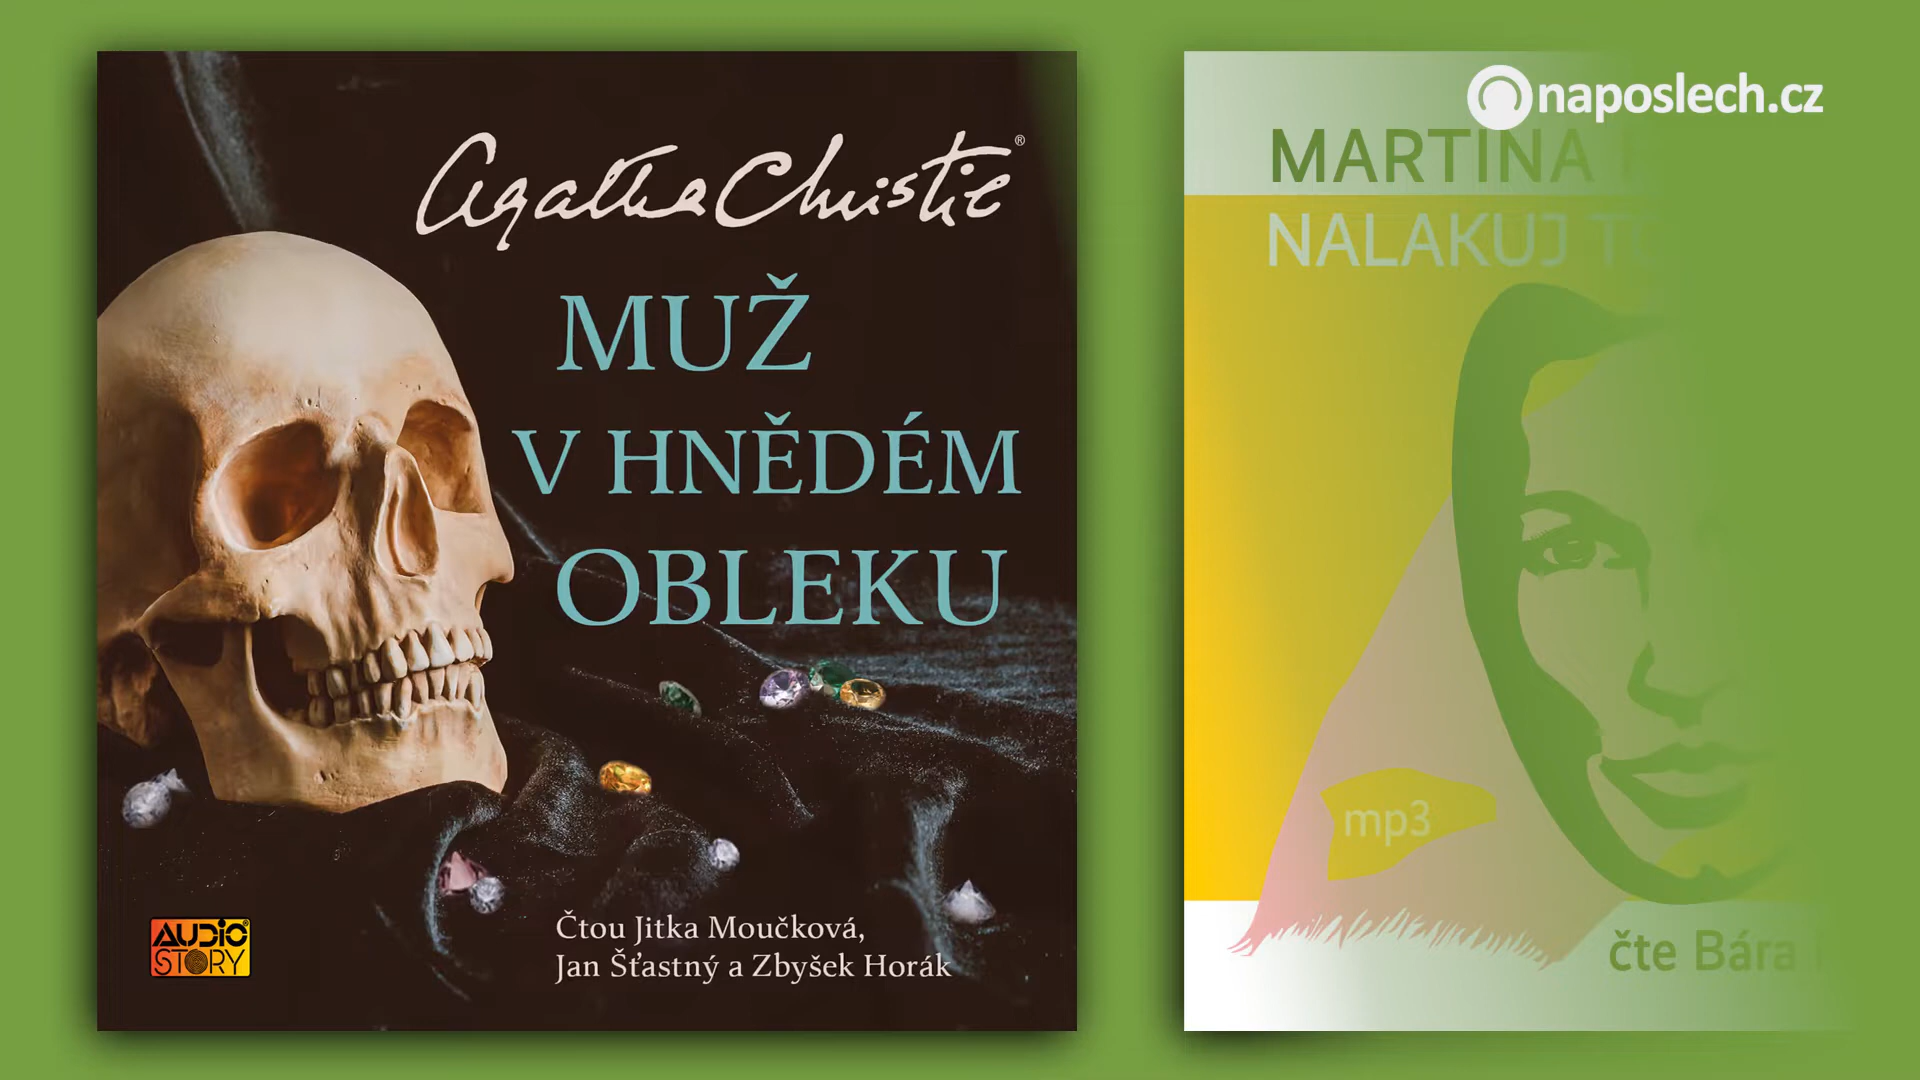 Agatha Christie®
MUŽ
V HNĚDÉM
OBLEKU
AUDIO®
STORY
Čtou Jitka Moučková,
Jan Šťastný a Zbyšek Horák
naposlech.cz
MARTINA
NALAKUJ
mp3
čte Bára